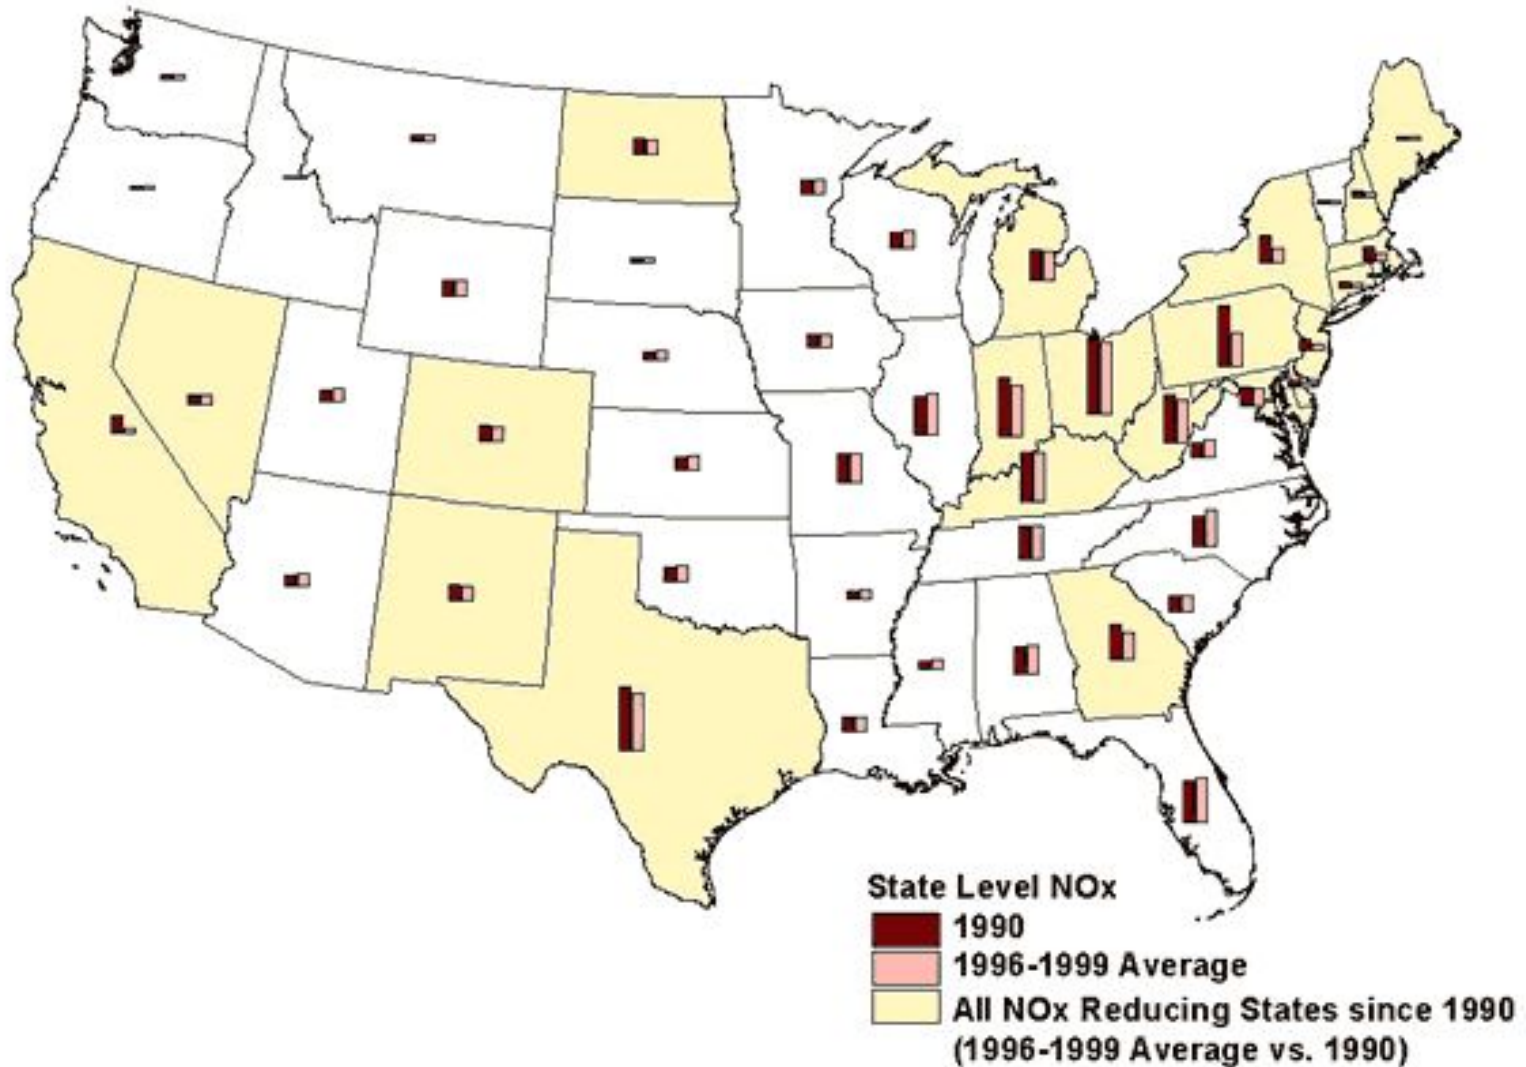 State Level NOx
1990
1996-1999 Average
All NOx Reducing States since 1990
(1996-1999 Average vs. 1990)